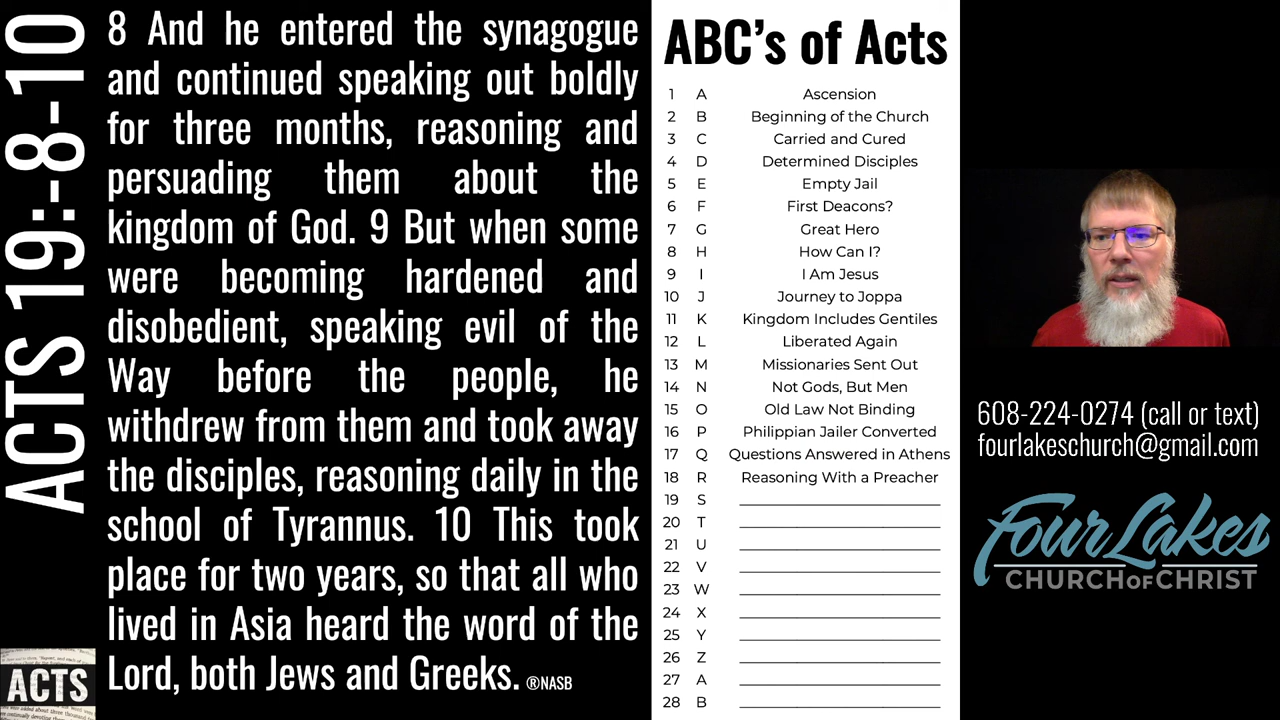 ACTS 19:-8-10
8 And he entered the synagogue
and continued speaking out boldly
for three months, reasoning and
persuading them about the
kingdom of God. 9 But when some
were becoming hardened and
disobedient, speaking evil of the
Way before the people, he
withdrew from them and took away
the disciples, reasoning daily in the
school of Tyrannus. 10 This took
place for two years, so that all who
lived in Asia heard the word of the
Lord, both Jews and Greeks. ®NASB
ACTS
ABC's of Acts
1 A Ascension
2 B Beginning of the Church
3 C Carried and Cured
4 D Determined Disciples
5 E Empty Jail
6 F First Deacons?
7 G Great Hero
8 H How Can I?
9 I I Am Jesus
10 J Journey to Joppa
11 K Kingdom Includes Gentiles
12 L Liberated Again
13 M Missionaries Sent Out
14 N Not Gods, But Men
15 O Old Law Not Binding
16 P Philippian Jailer Converted
17 Q Questions Answered in Athens
18 R Reasoning With a Preacher
19 S
20 T
21 U
22 V
23 W
24 X
25 Y
26 Z
27 A
28 B
608-224-0274 (call or text)
fourlakeschurch@gmail.com
Four Lakes
CHURCH OF CHRIST